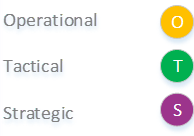 Operational O
Tactical T
Strategic S